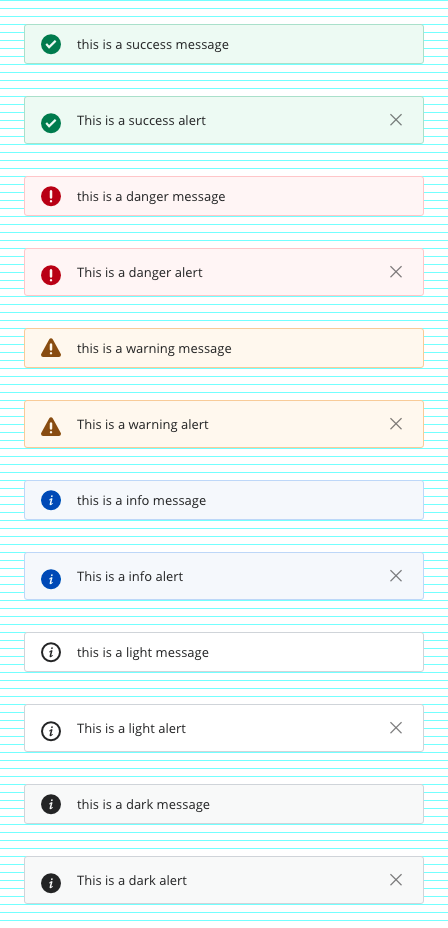 this is a success message
This is a success alert
this is a danger message
This is a danger alert
this is a warning message
This is a warning alert
this is a info message
This is a info alert
this is a light message
This is a light alert
this is a dark message
This is a dark alert